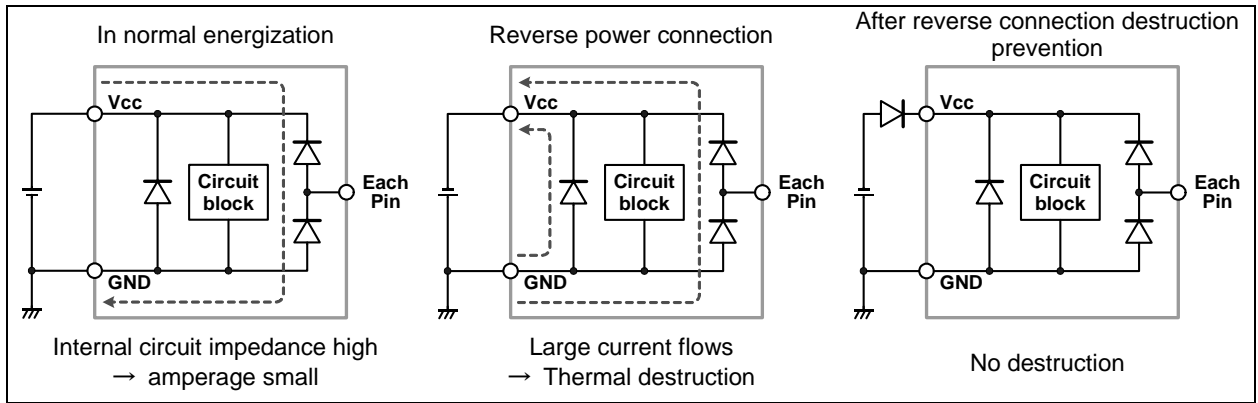 In normal energization
Vcc
Circuit
block
Each
Pin
GND
Internal circuit impedance high
→ amperage small
Reverse power connection
Vcc
Circuit
block
Each
Pin
GND
Large current flows
→ Thermal destruction
After reverse connection destruction
prevention
Vcc
Circuit
block
Each
Pin
GND
No destruction